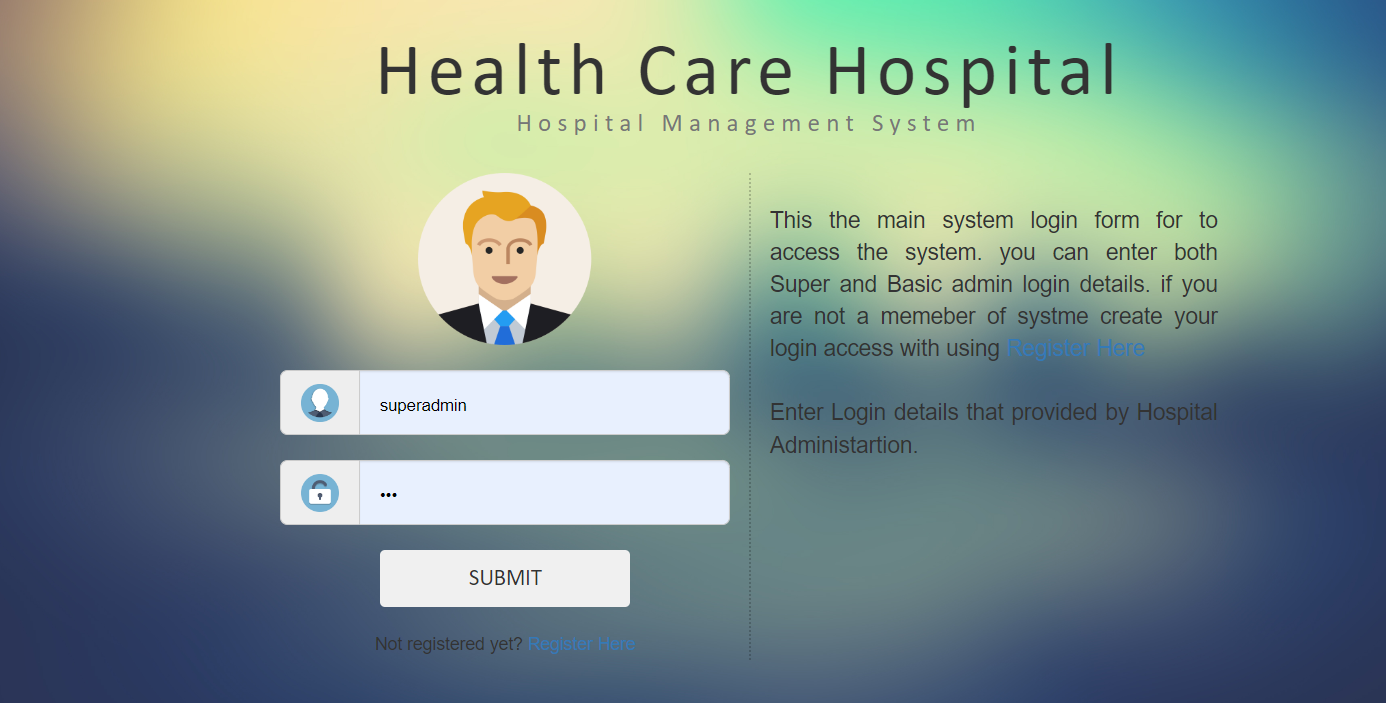 Health Care Hospital
Hospital Management System
superadmin
•••
SUBMIT
Not registered yet? Register Here
This the main system login form for to
access the system. you can enter both
Super and Basic admin login details. if you
are not a memeber of systme create your
login access with using Register Here
Enter Login details that provided by Hospital
Administartion.